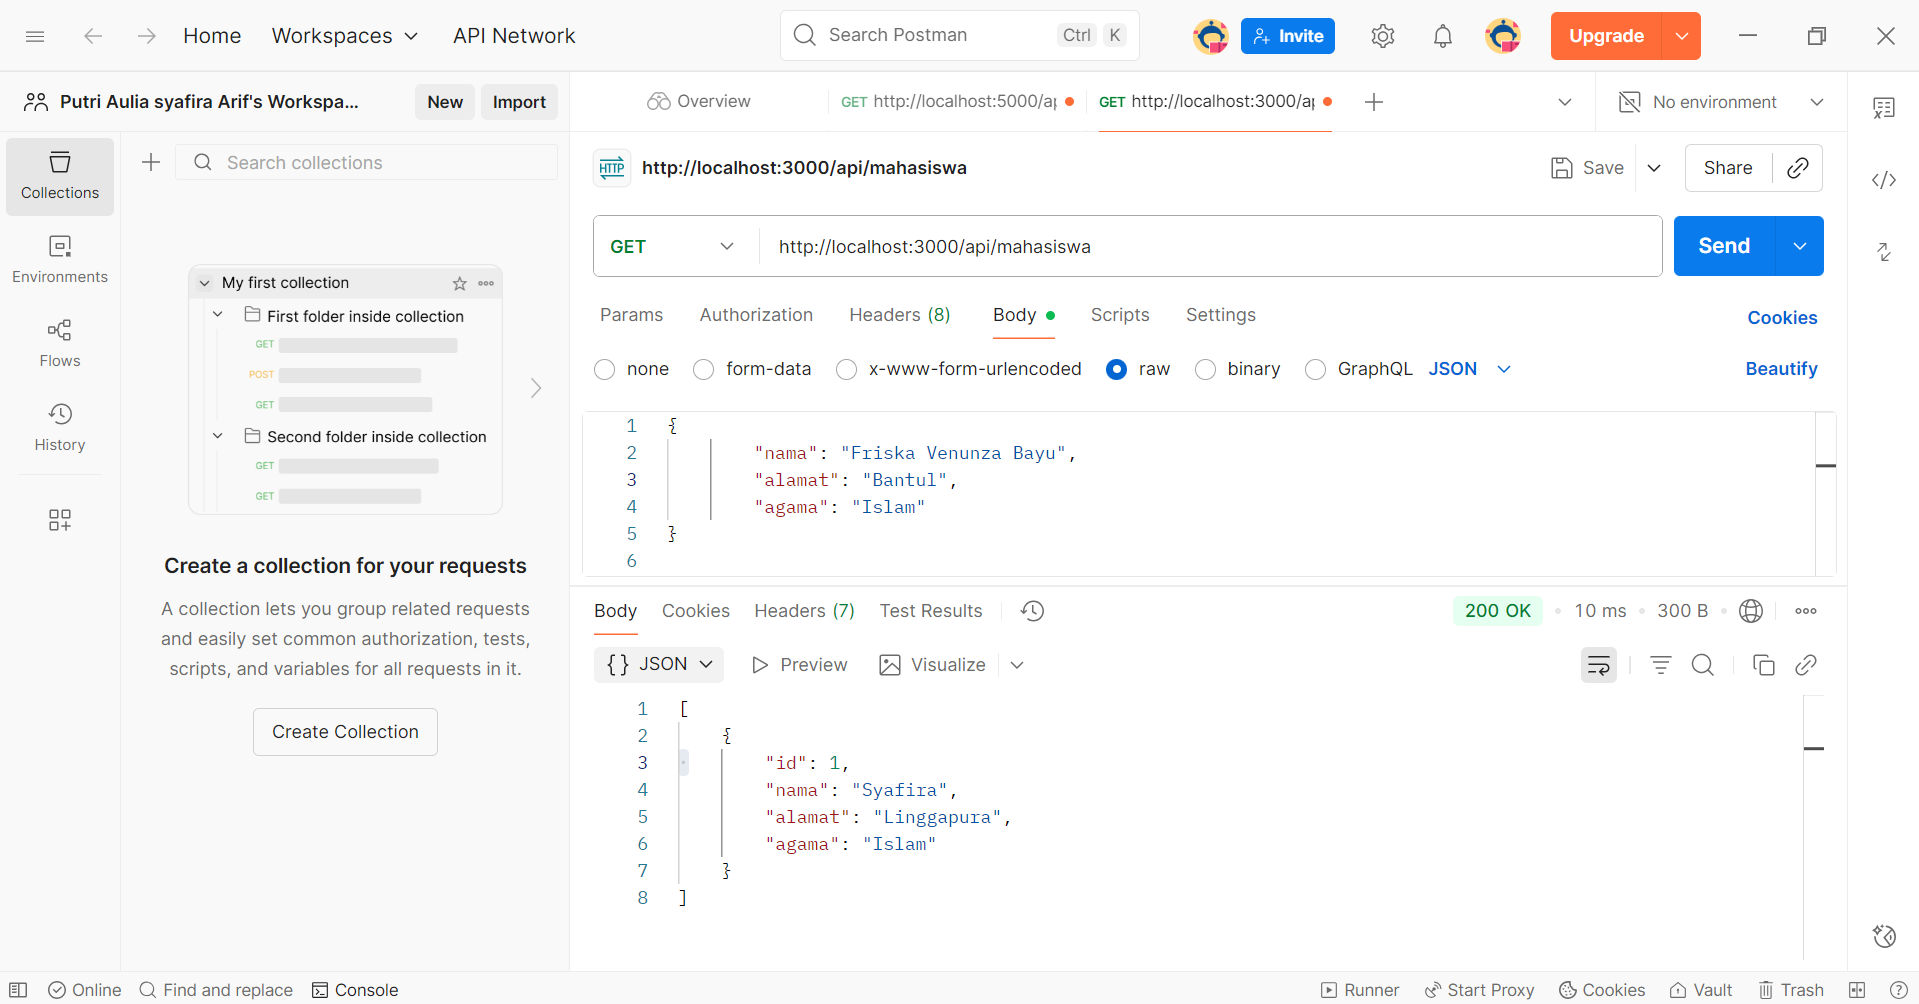 Home Workspaces API Network Search Postman Ctrl K Invite Upgrade
Putri Aulia syafira Arif's Workspa... New Import
Overview GET http://localhost:5000/a GET http://localhost:3000/a No environment
Collections
Environments
Flows
History
Search collections
My first collection
First folder inside collection
GET
POST
GET
Second folder inside collection
GET
GET
Create a collection for your requests
A collection lets you group related requests
and easily set common authorization, tests,
scripts, and variables for all requests in it.
Create Collection
HTTP http://localhost:3000/api/mahasiswa Save Share
GET http://localhost:3000/api/mahasiswa Send
Params Authorization Headers (8) Body Scripts Settings Cookies
none form-data x-www-form-urlencoded raw binary GraphQL JSON Beautify
1 {
2 "nama": "Friska Venunza Bayu",
3 "alamat": "Bantul",
4 "agama": "Islam"
5 }
6
Body Cookies Headers (7) Test Results 200 OK • 10 ms • 300 B •
{} JSON Preview Visualize
1 [
2 {
3 "id": 1,
4 "nama": "Syafira",
5 "alamat": "Linggapura",
6 "agama": "Islam"
7 }
8 ]
Online Find and replace Console Runner Start Proxy Cookies Vault Trash